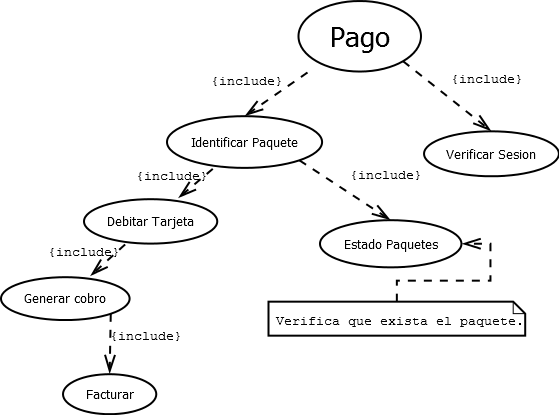 Pago
{include}
{include}
Identificar Paquete
Verificar Sesion
{include}
{include}
Debitar Tarjeta
Estado Paquetes
{include}
Generar cobro
Verifica que exista el paquete.
{include}
Facturar